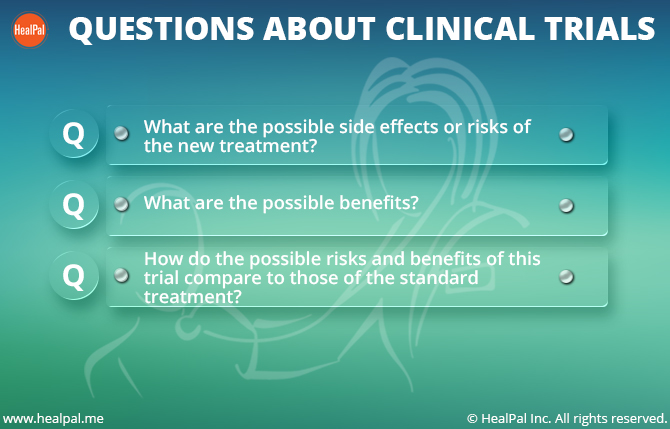 HealPal
QUESTIONS ABOUT CLINICAL TRIALS
Q
What are the possible side effects or risks of
the new treatment?
Q
What are the possible benefits?
Q
How do the possible risks and benefits of this
trial compare to those of the standard
treatment?
www.healpal.me
© HealPal Inc. All rights reserved.